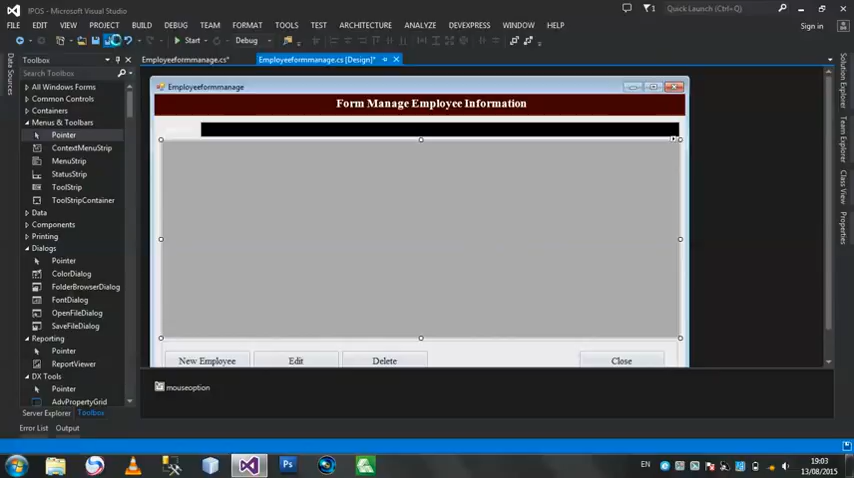 IPOS - Microsoft Visual Studio
1
Quick Launch (Ctrl+Q)
FILE EDIT VIEW PROJECT BUILD DEBUG TEAM FORMAT TOOLS TEST ARCHITECTURE ANALYZE DEVEXPRESS WINDOW HELP
Sign in
Start Debug
Toolbox
Employeeformmanage.cs*
Employeeformmanage.cs [Design]*
Search Toolbox
All Windows Forms
Common Controls
Containers
Menus & Toolbars
Pointer
ContextMenuStrip
MenuStrip
StatusStrip
ToolStrip
ToolStripContainer
Data
Components
Printing
Dialogs
Pointer
ColorDialog
FolderBrowserDialog
FontDialog
OpenFileDialog
SaveFileDialog
Reporting
Pointer
ReportViewer
DX Tools
Pointer
AdvPropertyGrid
Server Explorer Toolbox
Error List Output
Data Sources
Employeeformmanage
Form Manage Employee Information
New Employee Edit Delete Close
mouseoption
Solution Explorer
Team Explorer
Class View
Properties
Ps
EN
19:03
13/08/2015